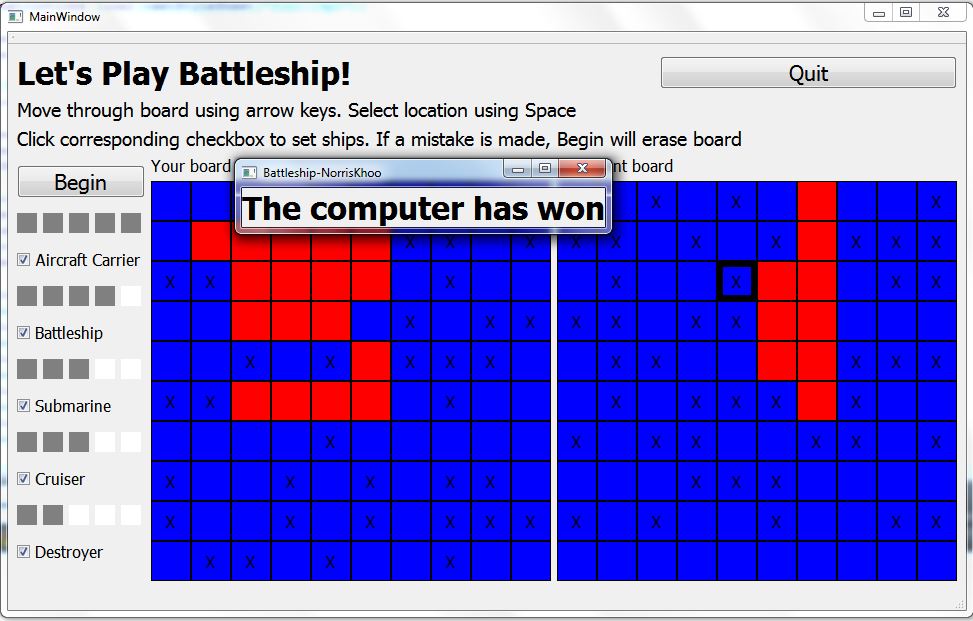 MainWindow
Let's Play Battleship!
Quit
Move through board using arrow keys. Select location using Space
Click corresponding checkbox to set ships. If a mistake is made, Begin will erase board
Begin
Aircraft Carrier
Battleship
Submarine
Cruiser
Destroyer
Your board
board
Battleship-NorrisKhoo
The computer has won
X X X
X X X X X X X X X X
X X X X X X
X X X X X X X
X X X X X X X X X X
X X X X X X X X
X X X X X X
X X X X X X X X
X X X X X X X X X X X
X X X X